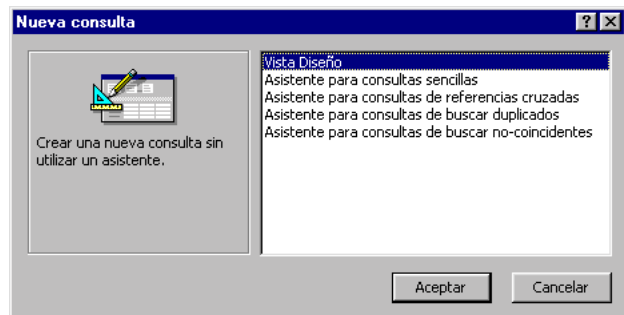 Nueva consulta
Crear una nueva consulta sin
utilizar un asistente.
Vista Diseño
Asistente para consultas sencillas
Asistente para consultas de referencias cruzadas
Asistente para consultas de buscar duplicados
Asistente para consultas de buscar no-coincidentes
Aceptar
Cancelar